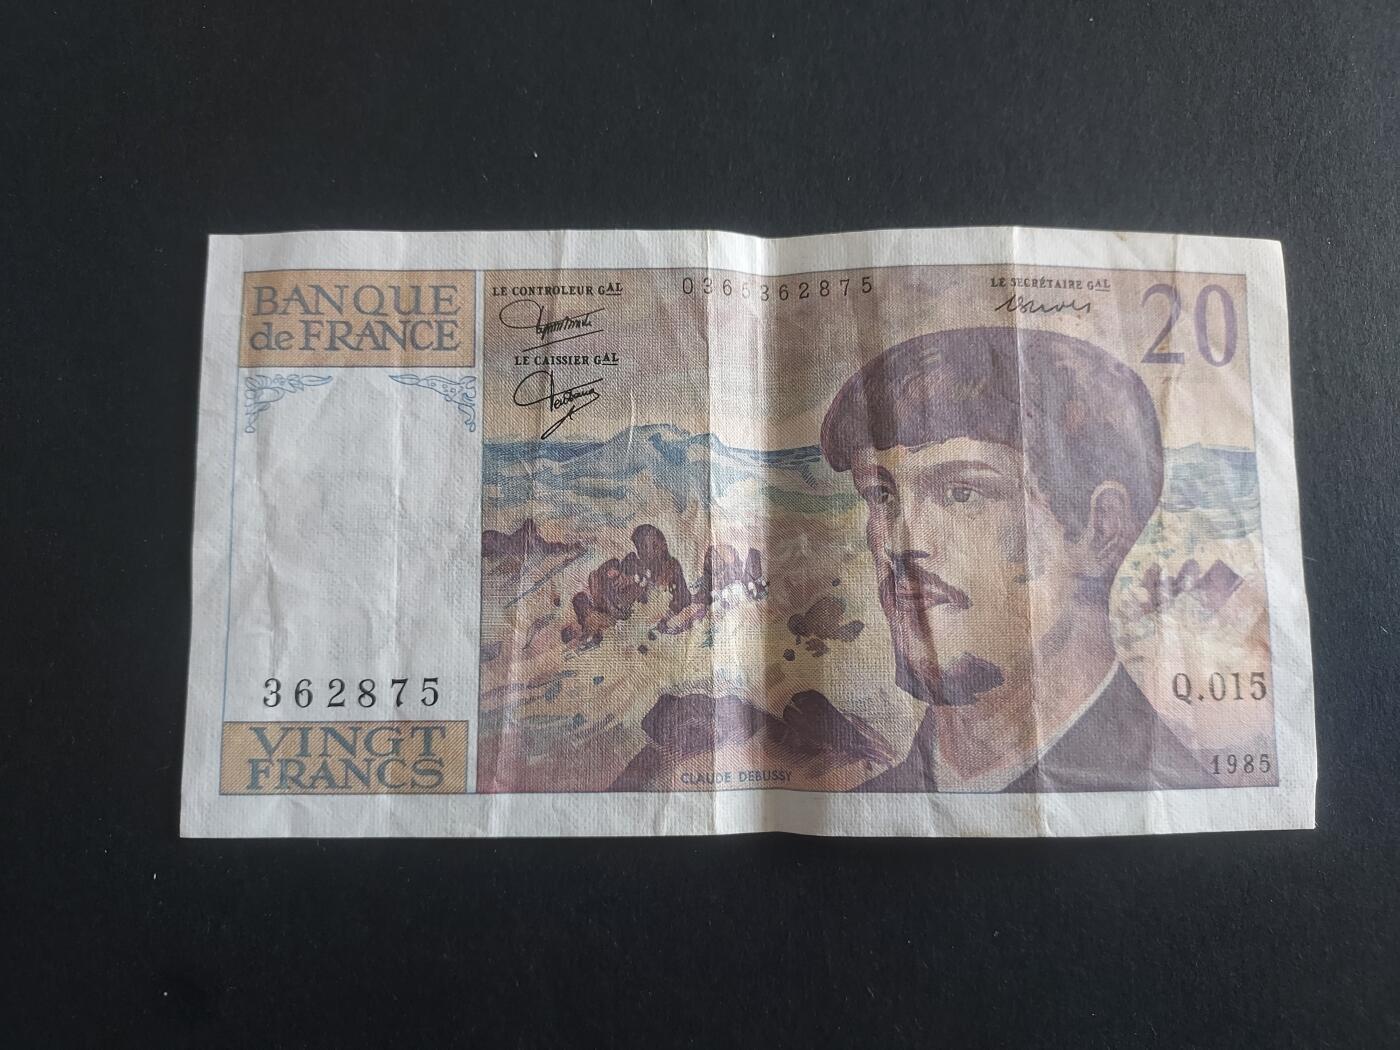 BANQUE
de FRANCE
LE CONTROLEUR GAL
LE CAISSIER GAL
0365362875
LE SECRÉTAIRE GAL
20
362875
VINGT
FRANCS
CLAUDE DEBUSSY
Q.015
1985